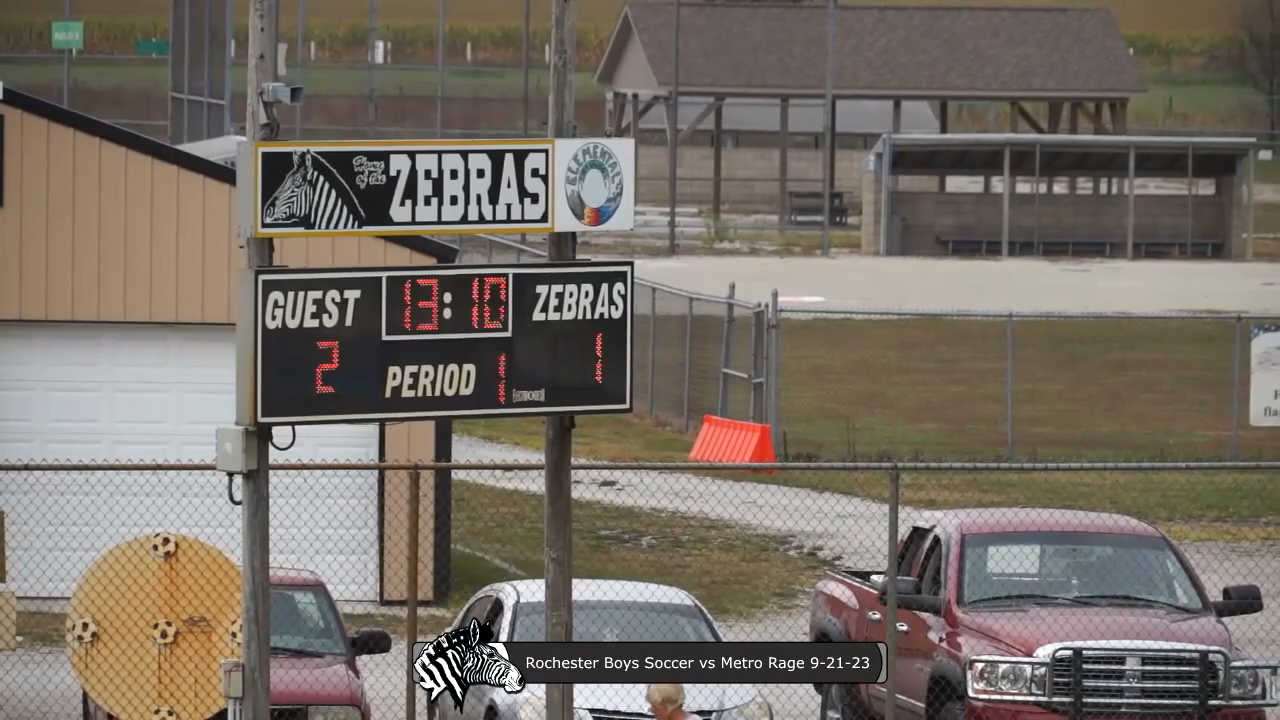 Home
of the
ZEBRAS
ELEMENTAL
GUEST
13:10
ZEBRAS
2
PERIOD
1
1
Rochester Boys Soccer vs Metro Rage 9-21-23